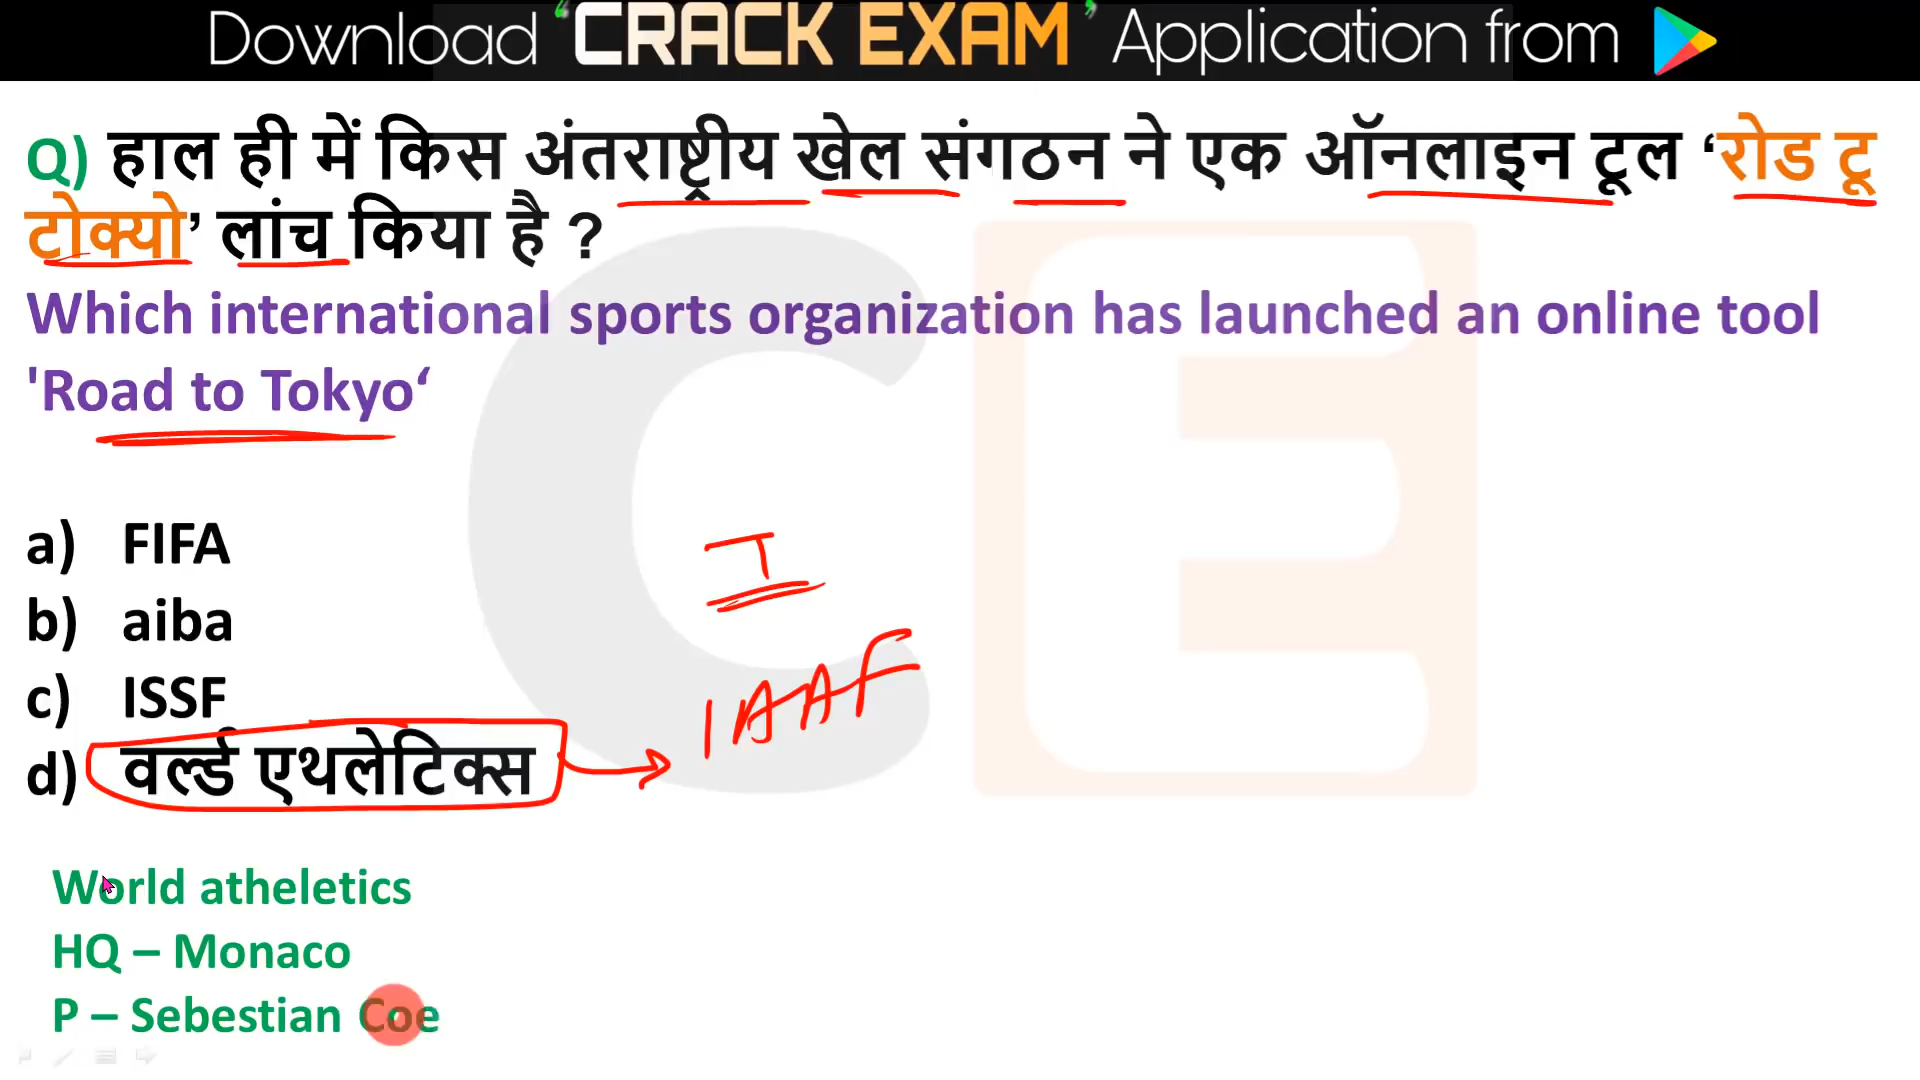 Download ‘CRACK EXAM’ Application from
Q) हाल ही में किस अंतराष्ट्रीय खेल संगठन ने एक ऑनलाइन टूल ‘रोड टू
टोक्यो’ लांच किया है ?
Which international sports organization has launched an online tool
'Road to Tokyo‘
a) FIFA
b) aiba
c) ISSF
d) वर्ल्ड एथलेटिक्स
IAAF
World atheletics
HQ – Monaco
P – Sebestian Coe
CE